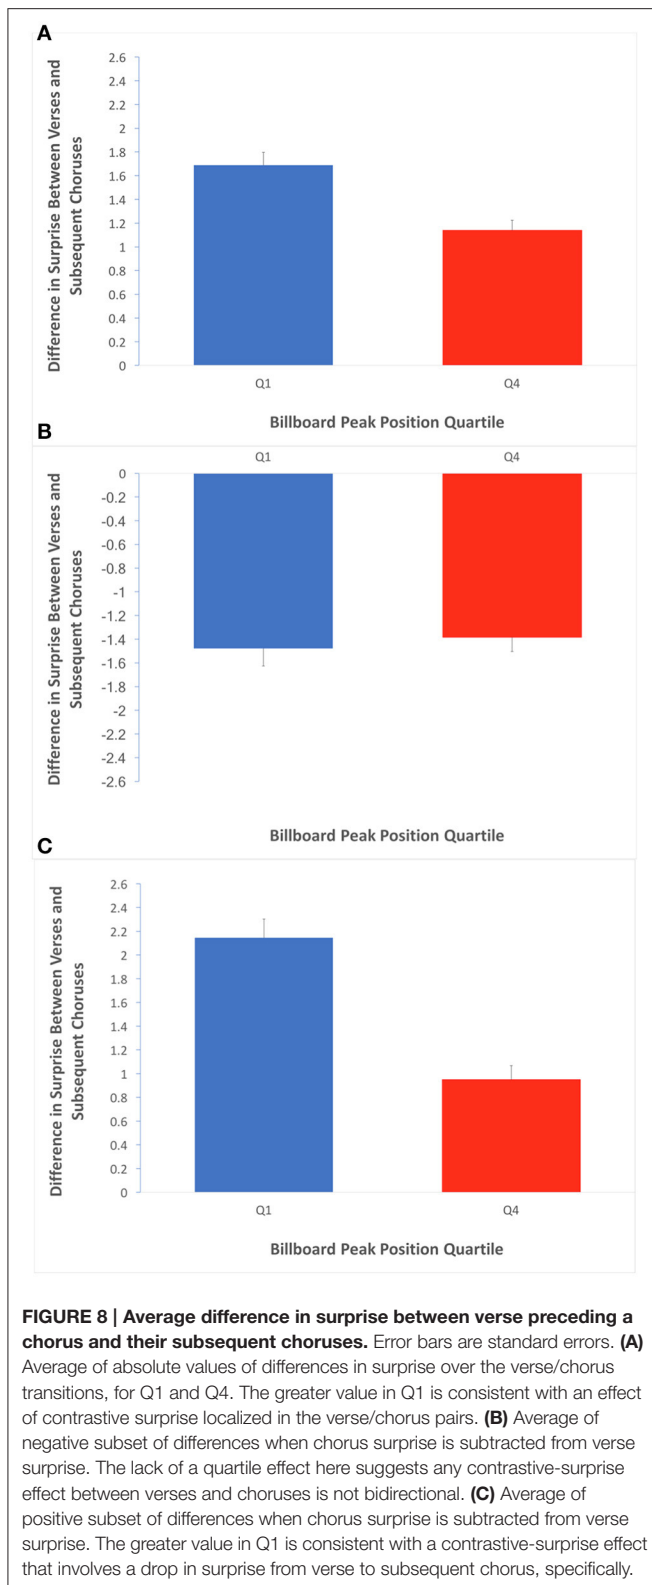 A
Difference in Surprise Between Verses and
Subsequent Choruses
2.6
2.4
2.2
2
1.8
1.6
1.4
1.2
1
0.8
0.6
0.4
0.2
0
Q1 Q4
Billboard Peak Position Quartile
B
Q1 Q4
Difference in Surprise Between Verses and
Subsequent Choruses
0
-0.2
-0.4
-0.6
-0.8
-1
-1.2
-1.4
-1.6
-1.8
-2
-2.2
-2.4
-2.6
Billboard Peak Position Quartile
C
Difference in Surprise Between Verses and
Subsequent Choruses
2.6
2.4
2.2
2
1.8
1.6
1.4
1.2
1
0.8
0.6
0.4
0.2
0
Q1 Q4
Billboard Peak Position Quartile
FIGURE 8 | Average difference in surprise between verse preceding a
chorus and their subsequent choruses. Error bars are standard errors. (A)
Average of absolute values of differences in surprise over the verse/chorus
transitions, for Q1 and Q4. The greater value in Q1 is consistent with an effect
of contrastive surprise localized in the verse/chorus pairs. (B) Average of
negative subset of differences when chorus surprise is subtracted from verse
surprise. The lack of a quartile effect here suggests any contrastive-surprise
effect between verses and choruses is not bidirectional. (C) Average of
positive subset of differences when chorus surprise is subtracted from verse
surprise. The greater value in Q1 is consistent with a contrastive-surprise effect
that involves a drop in surprise from verse to subsequent chorus, specifically.